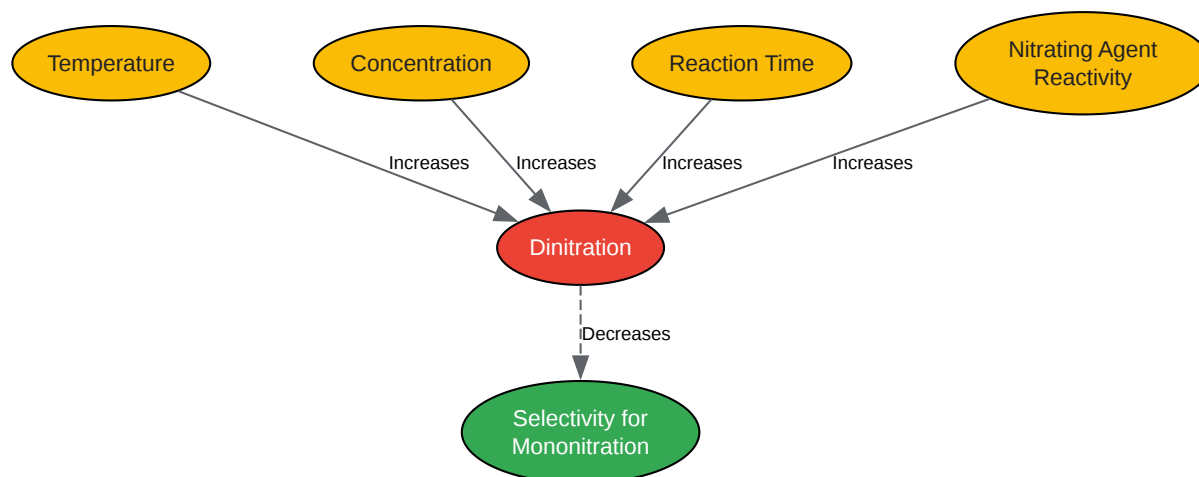 Temperature
Concentration
Reaction Time
Nitrating Agent
Reactivity
Increases
Increases
Increases
Increases
Dinitration
Decreases
Selectivity for
Mononitration